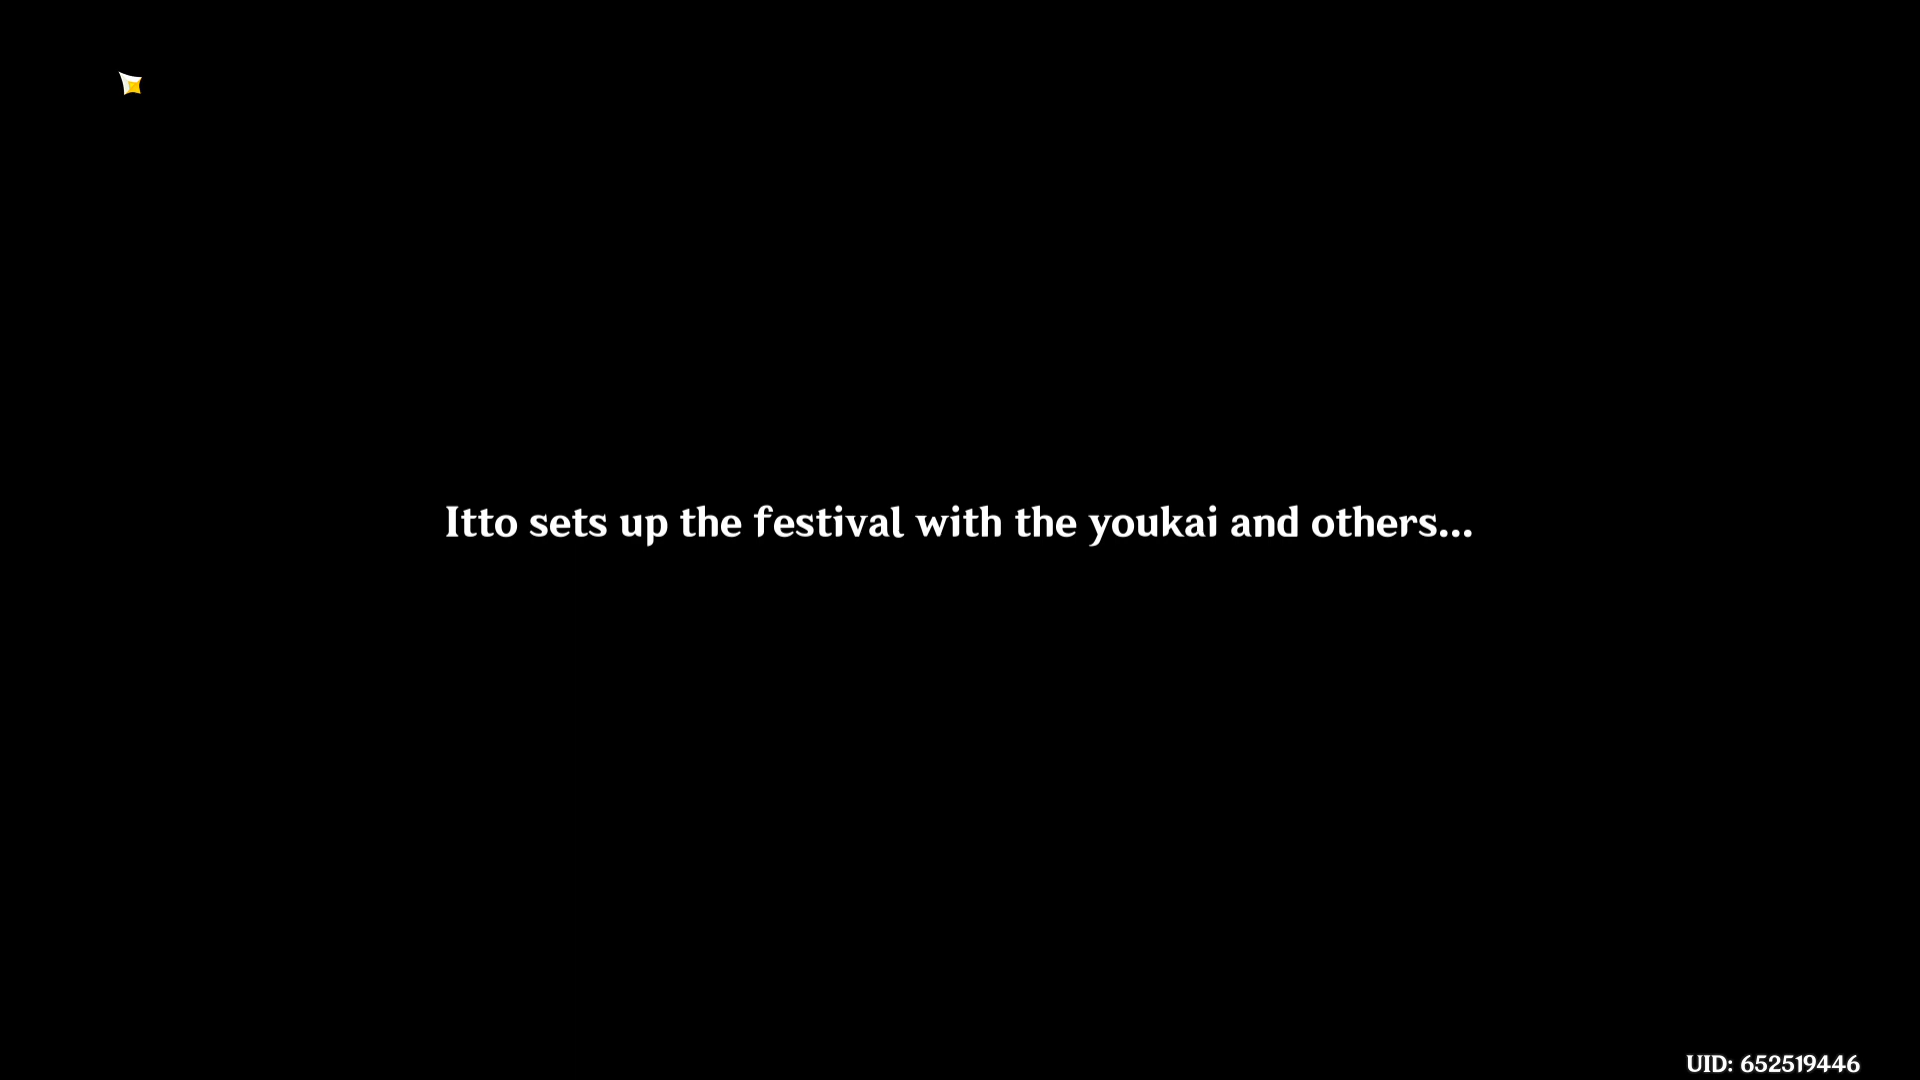 Itto sets up the festival with the youkai and others...
UID: 652519446